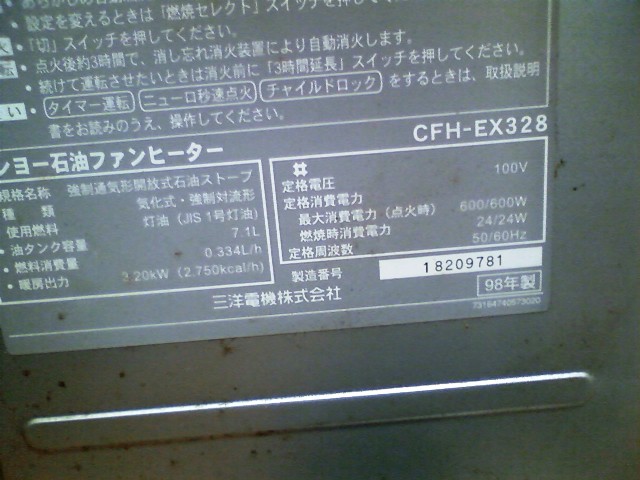 設定を変えるときは「燃焼セレクト」スイッチを押して
・「切」スイッチを押してください。
・点火後約3時間で、消し忘れ消火装置により自動消火します。
・続けて運転させたいときは消火前に「3時間延長」スイッチを押してください。
・タイマー運転 ニューロ秒速点火 チャイルドロック をするときは、取扱説明
書をお読みのうえ、操作してください。
CFH-EX328
ンヨー石油ファンヒーター
規格名称 強制通気形開放式石油ストーブ
種類 気化式・強制対流形
使用燃料 灯油(JIS 1号灯油)
油タンク容量 7.1L
・燃料消費量 0.334L/h
・暖房出力 3.20kW(2,750kcal/h)
定格電圧 100V
定格消費電力
最大消費電力(点火時) 600/600W
燃焼時消費電力 24/24W
定格周波数 50/60Hz
製造番号 18209781
三洋電機株式会社 98年製